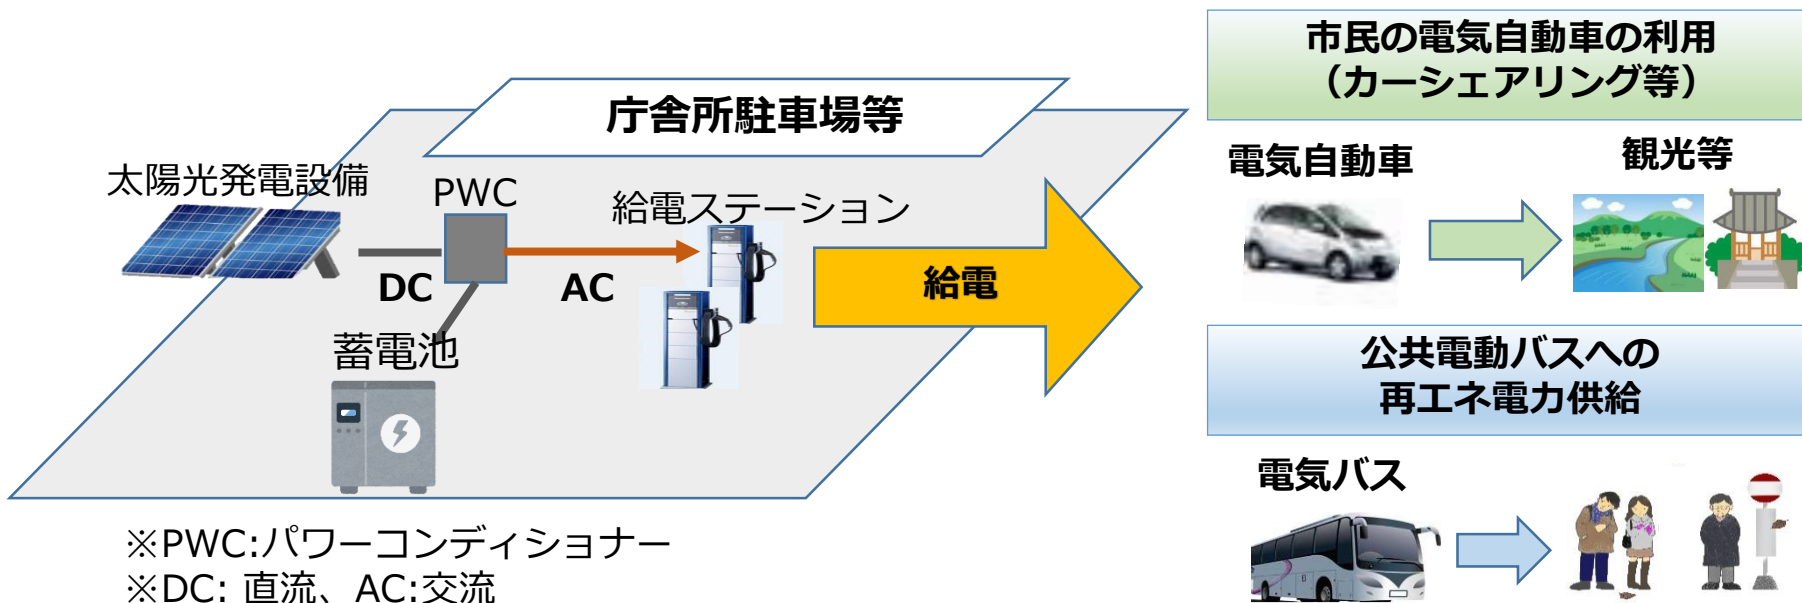 庁舎所駐車場等
太陽光発電設備
PWC
給電ステーション
DC
AC
蓄電池
給電
※PWC:パワーコンディショナー
※DC: 直流、AC:交流
市民の電気自動車の利用
（カーシェアリング等）
電気自動車
観光等
公共電動バスへの
再エネ電力供給
電気バス